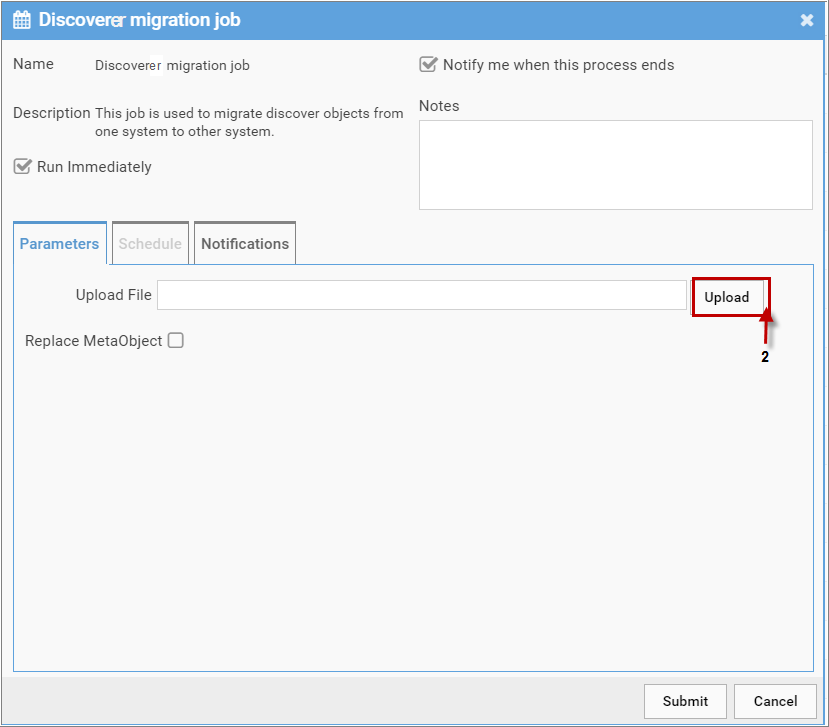 Discoverer migration job
Name Discoverer migration job
Notify me when this process ends
Description This job is used to migrate discover objects from
one system to other system.
Notes
Run Immediately
Parameters Schedule Notifications
Upload File Upload
Replace MetaObject
2
Submit Cancel